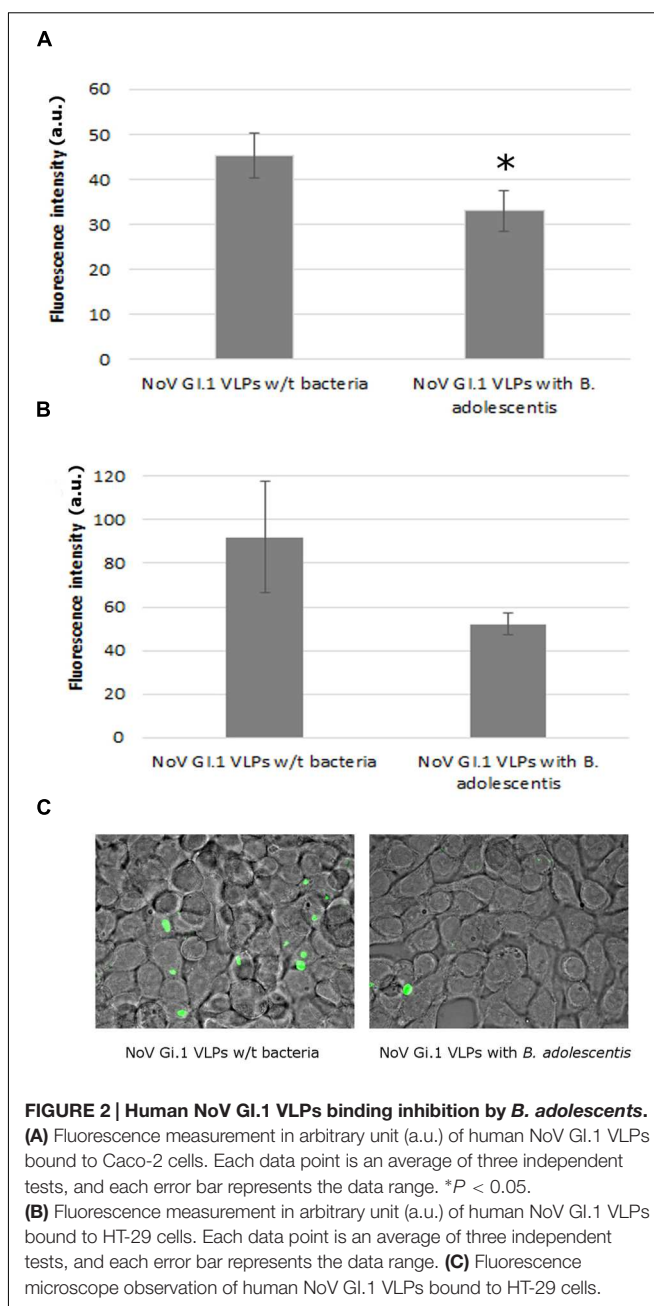 A
Fluorescence intensity (a.u.)
60
50
40
30
20
10
0
*
NoV GI.1 VLPs w/t bacteria
NoV GI.1 VLPs with B.
adolescentis
B
Fluorescence intensity (a.u.)
120
100
80
60
40
20
0
NoV GI.1 VLPs w/t bacteria
NoV GI.1 VLPs with B.
adolescentis
C
NoV Gi.1 VLPs w/t bacteria
NoV Gi.1 VLPs with B. adolescentis
FIGURE 2 | Human NoV GI.1 VLPs binding inhibition by B. adolescents.
(A) Fluorescence measurement in arbitrary unit (a.u.) of human NoV GI.1 VLPs
bound to Caco-2 cells. Each data point is an average of three independent
tests, and each error bar represents the data range. *P < 0.05.
(B) Fluorescence measurement in arbitrary unit (a.u.) of human NoV GI.1 VLPs
bound to HT-29 cells. Each data point is an average of three independent
tests, and each error bar represents the data range. (C) Fluorescence
microscope observation of human NoV GI.1 VLPs bound to HT-29 cells.